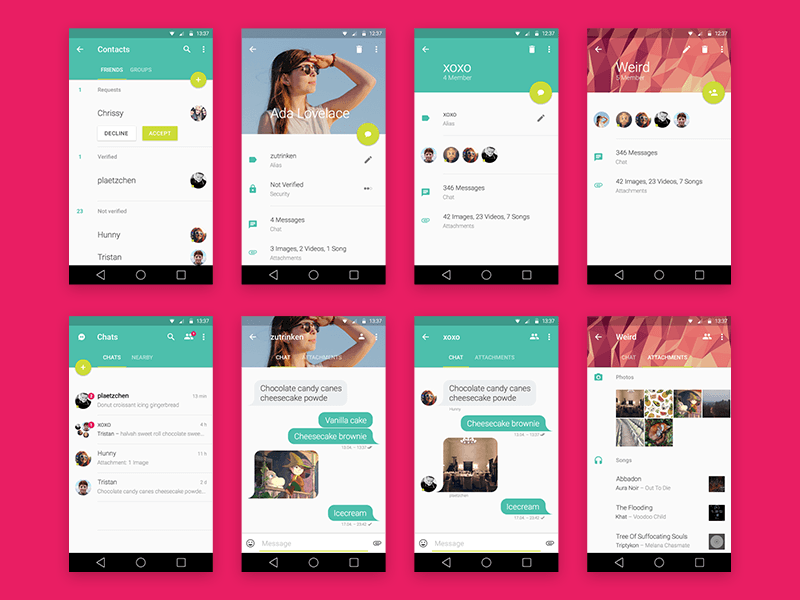 13:37
Contacts
FRIENDS GROUPS
1 Requests
Chrissy
DECLINE ACCEPT
1 Verified
plaetzchen
23 Not verified
Hunny
Tristan
12:37
Ada Lovelace
zutrinken
Alias
Not Verified
Security
4 Messages
Chat
3 Images, 2 Videos, 1 Song
Attachments
12:37
xoxo
4 Member
xoxo
Alias
346 Messages
Chat
42 Images, 23 Videos, 7 Songs
Attachments
12:37
Weird
5 Member
346 Messages
Chat
42 Images, 23 Videos, 7 Songs
Attachments
13:37
Chats
CHATS NEARBY
plaetzchen 13 min
Donut croissant icing gingerbread
xoxo 4 h
Tristan – halvah sweet roll chocolate swee...
Hunny 11 h
Attachment: 1 Image
Tristan 2 d
Chocolate candy canes cheesecake powde...
13:37
zutrinken
CHAT ATTACHMENTS
Chocolate candy canes
cheesecake powde
Vanilla cake
Cheesecake brownie
Icecream
Message
13:37
xoxo
CHAT ATTACHMENTS
Chocolate candy canes
cheesecake powde
Hunny
Cheesecake brownie
plaetzchen
Icecream
Message
13:37
Weird
CHAT ATTACHMENTS
Photos
Songs
Abbadon
Aura Noir – Out To Die
The Flooding
Khat – Voodoo Child
Tree Of Suffocating Souls
Triptykon – Melana Chasmate